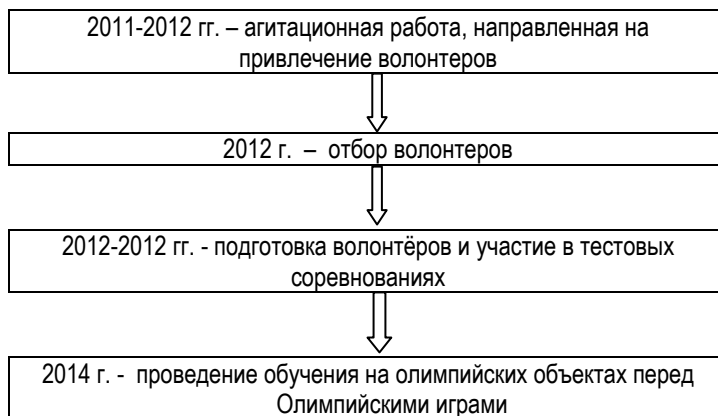 2011-2012 гг. – агитационная работа, направленная на
привлечение волонтеров
2012 г. – отбор волонтеров
2012-2012 гг. - подготовка волонтёров и участие в тестовых
соревнованиях
2014 г. - проведение обучения на олимпийских объектах перед
Олимпийскими играми